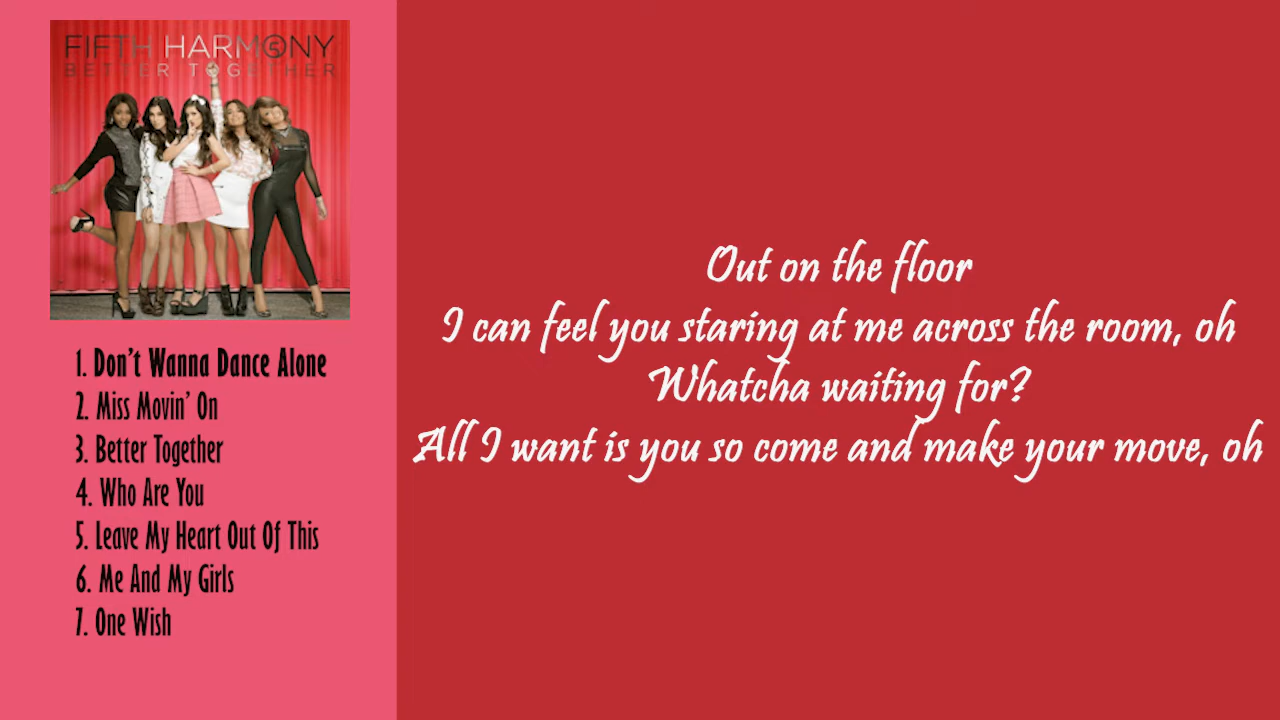 FIFTH HARMONY
BETTER TOGETHER
1. Don't Wanna Dance Alone
2. Miss Movin' On
3. Better Together
4. Who Are You
5. Leave My Heart Out Of This
6. Me And My Girls
7. One Wish
Out on the floor
I can feel you staring at me across the room, oh
Whatcha waiting for?
All I want is you so come and make your move, oh